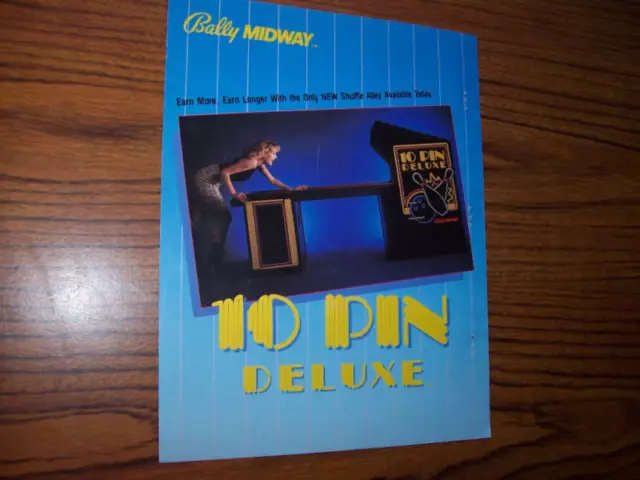 Bally MIDWAY™
Earn More, Earn Longer With the Only NEW Shuffle Alley Available Today
10 PIN
DELUXE
10 PIN
DELUXE